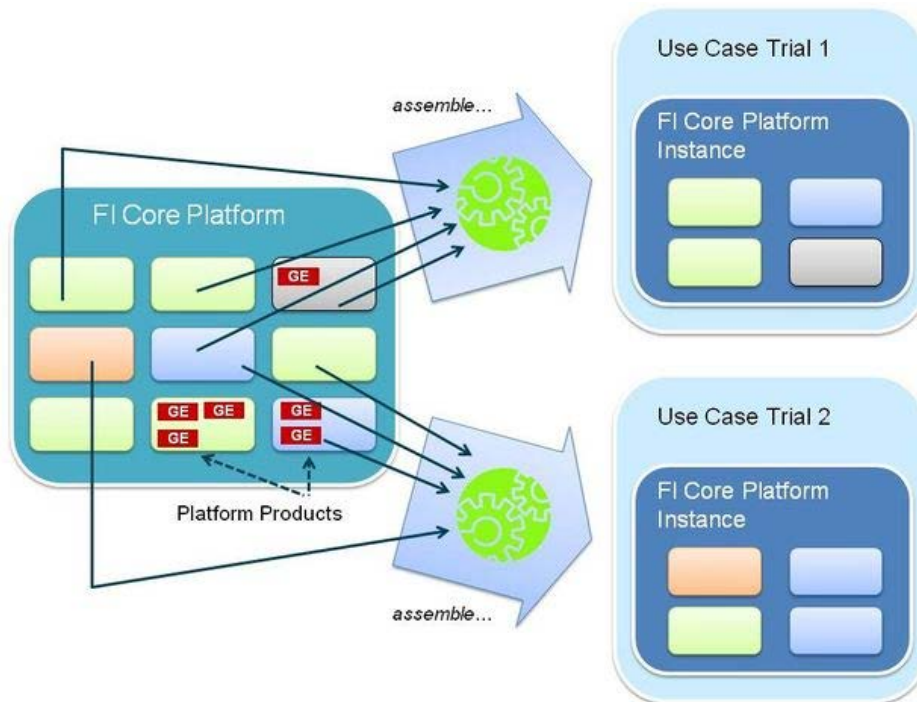 Use Case Trial 1
assemble…
FI Core Platform
Instance
FI Core Platform
GE
GE GE GE
GE GE
Platform Products
Use Case Trial 2
FI Core Platform
Instance
assemble…